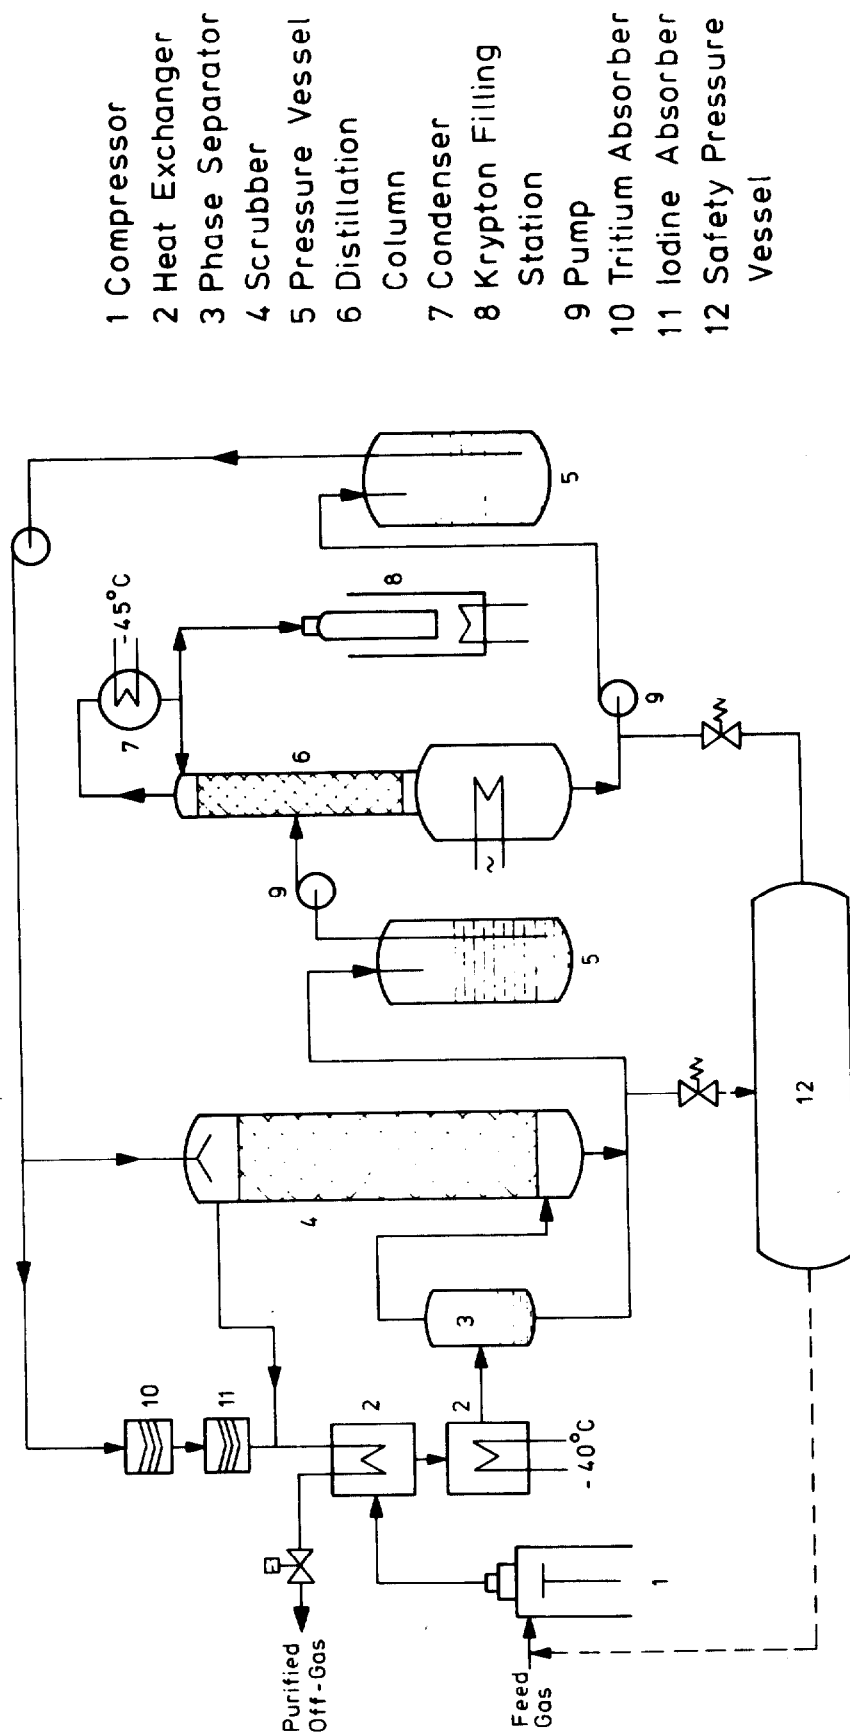 1 Compressor
2 Heat Exchanger
3 Phase Separator
4 Scrubber
5 Pressure Vessel
6 Distillation
Column
7 Condenser
8 Krypton Filling
Station
9 Pump
10 Tritium Absorber
11 Iodine Absorber
12 Safety Pressure
Vessel
-45°C
7
8
5
6
9
9
~
5
4
3
12
10
11
2
2
-40°C
1
Purified
Off-Gas
Feed
Gas